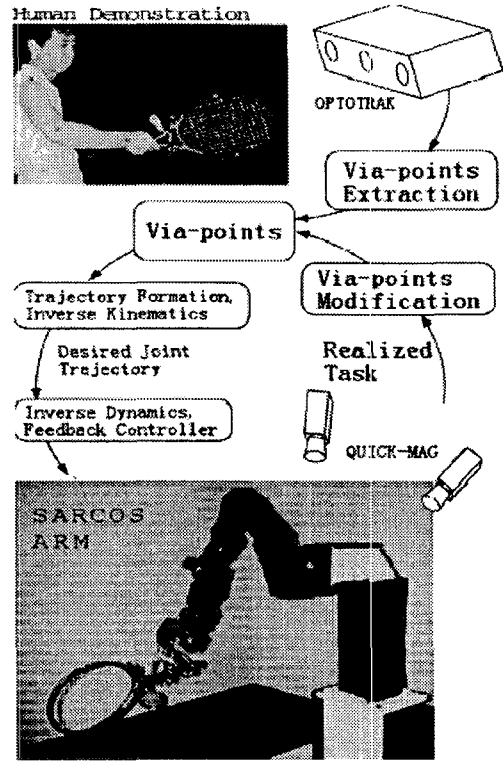 Human Demonstration
OPTOTRAK
Via-points
Extraction
Via-points
Via-points
Modification
Trajectory Formation,
Inverse Kinematics
Desired Joint
Trajectory
Realized
Task
Inverse Dynamics,
Feedback Controller
QUICK-MAG
SARCOS
ARM